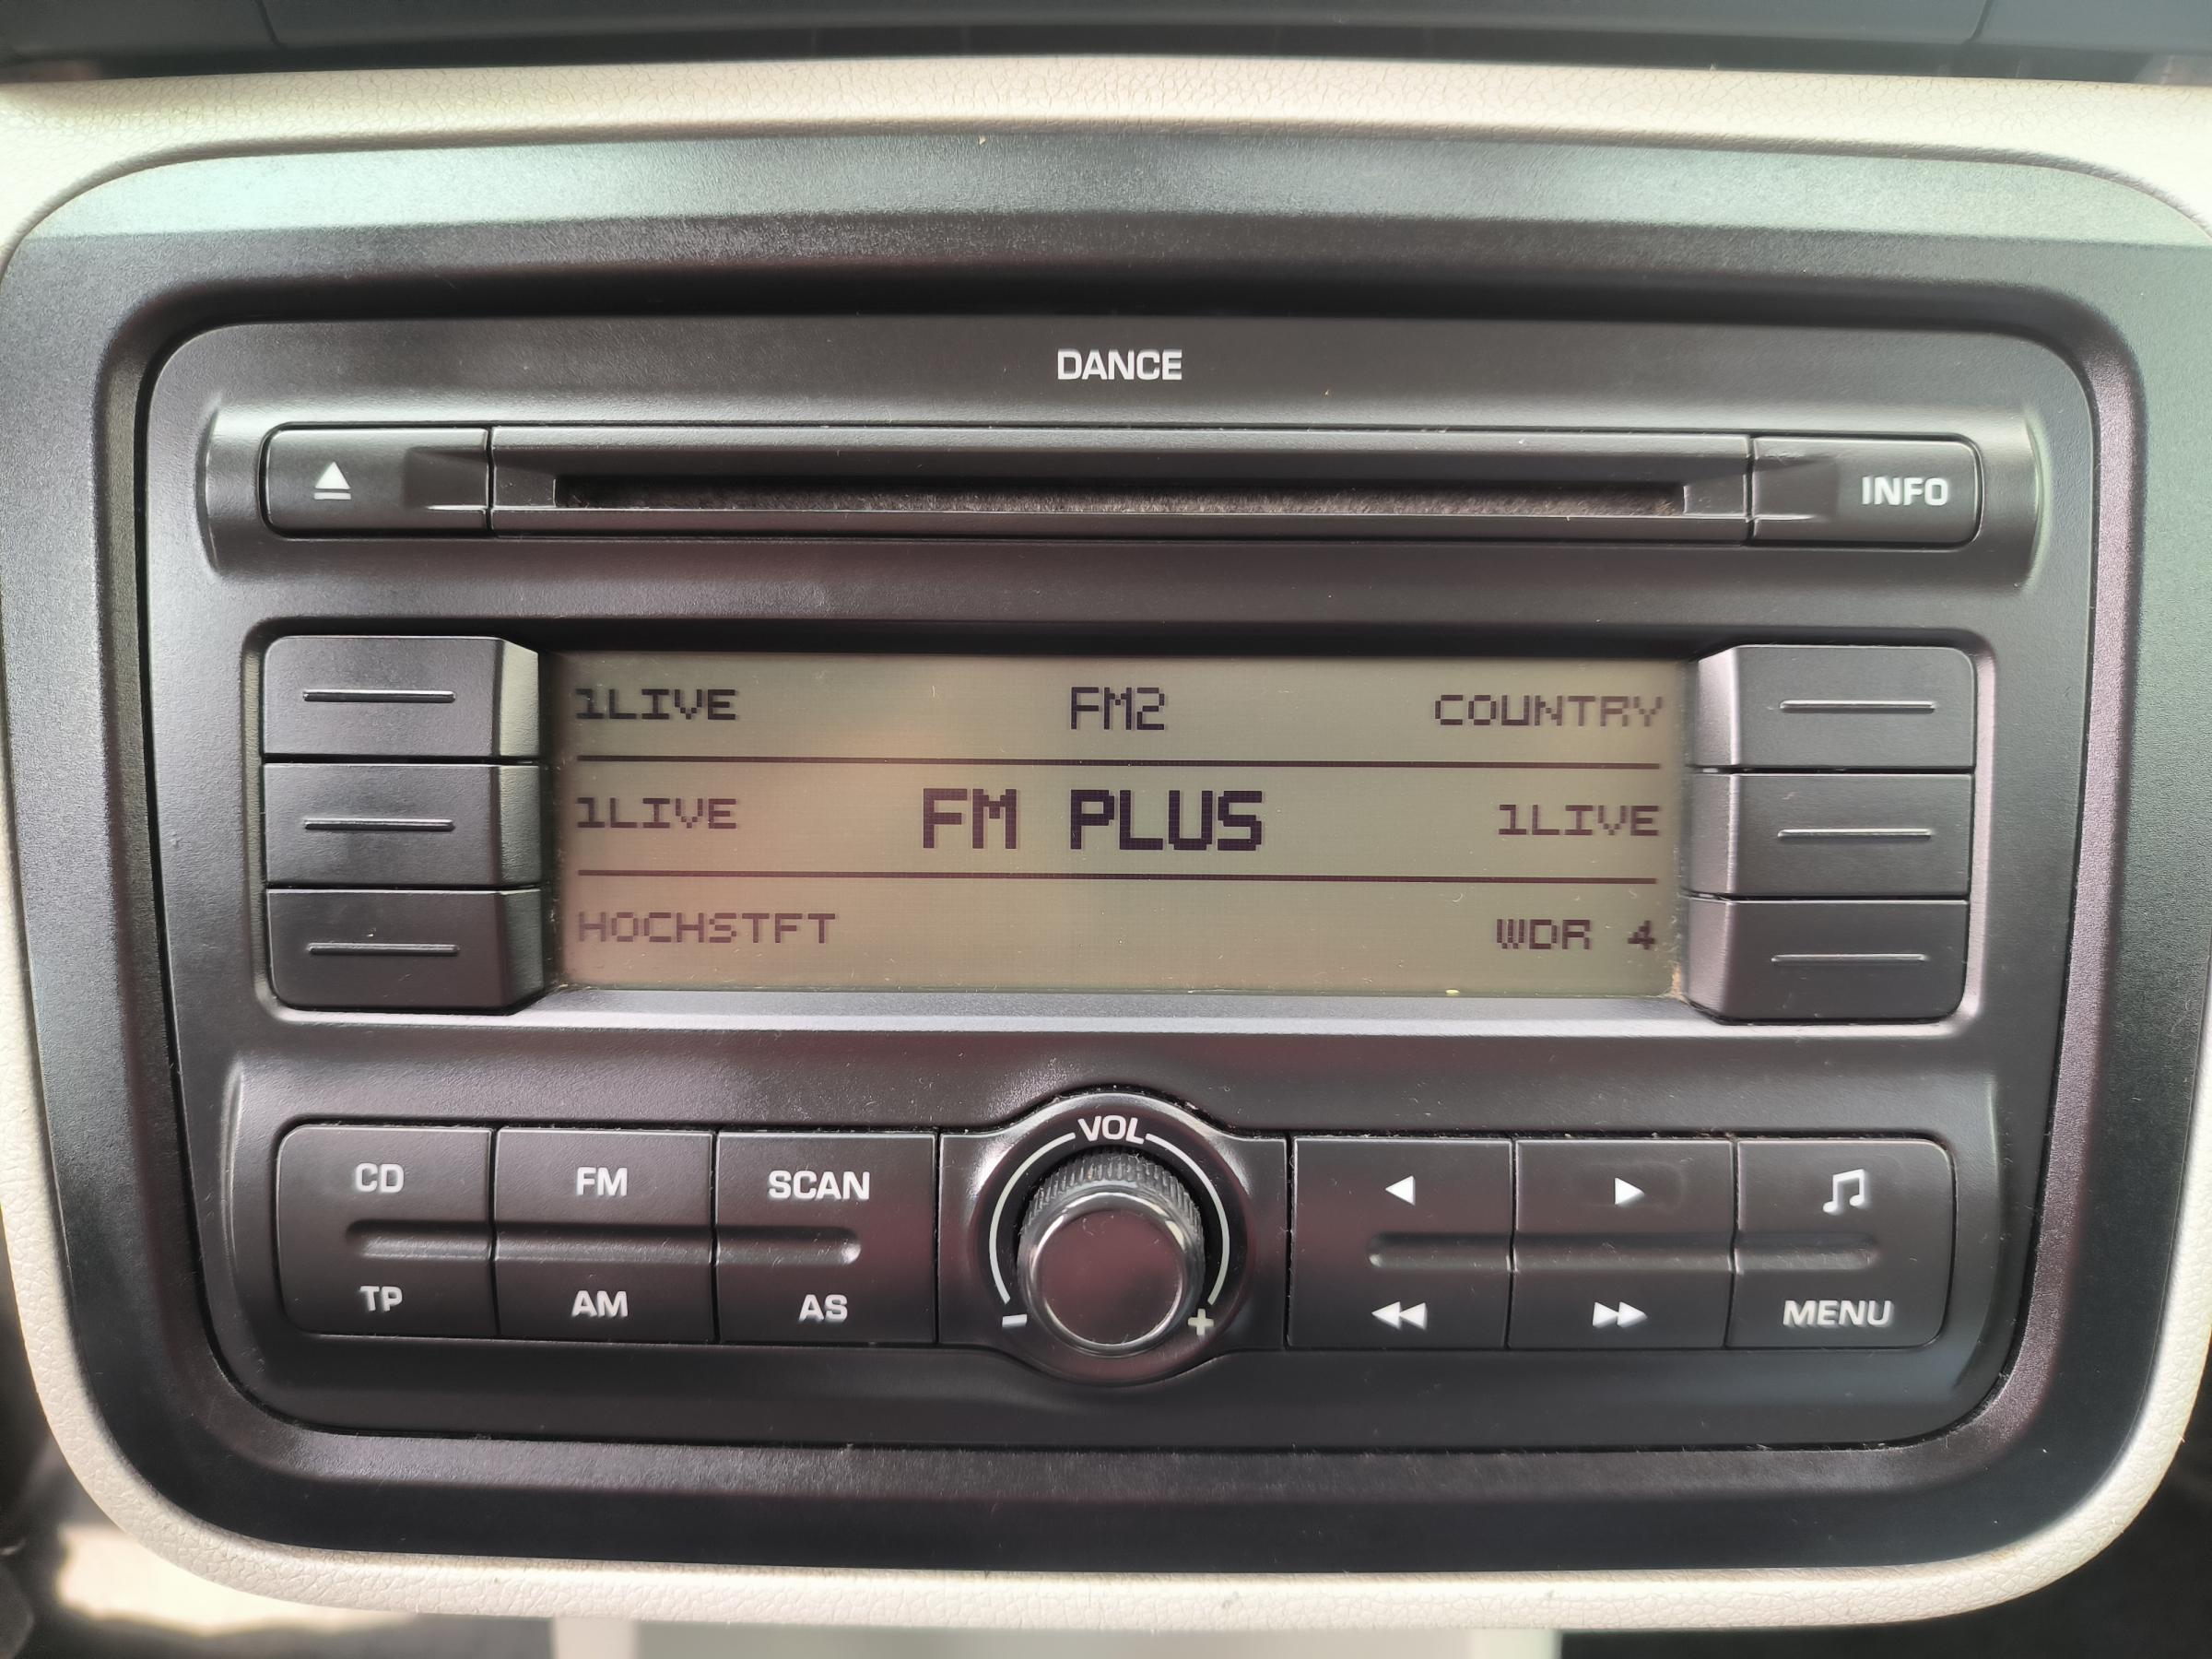 DANCE
INFO
1LIVE FM2 COUNTRY
1LIVE FM PLUS 1LIVE
HOCHSTFT WDR 4
VOL
CD FM SCAN
TP AM AS - + MENU